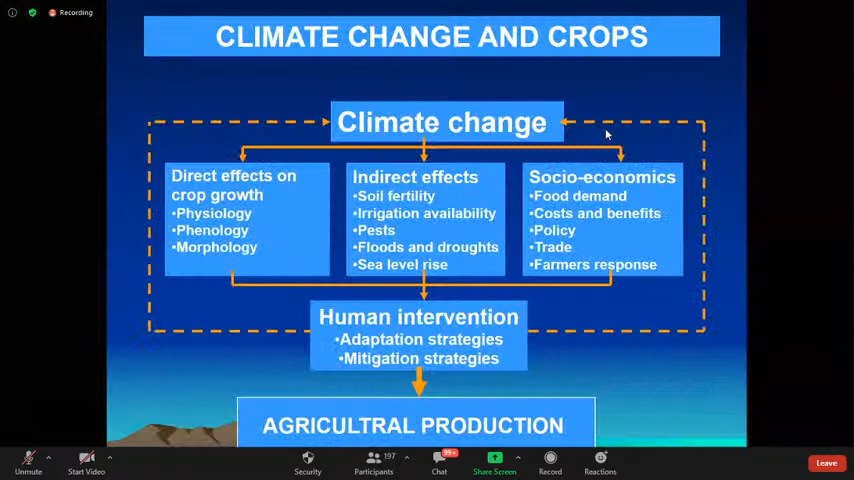 Recording
CLIMATE CHANGE AND CROPS
Climate change
Direct effects on
crop growth
•Physiology
•Phenology
•Morphology
Indirect effects
•Soil fertility
•Irrigation availability
•Pests
•Floods and droughts
•Sea level rise
Socio-economics
•Food demand
•Costs and benefits
•Policy
•Trade
•Farmers response
Human intervention
•Adaptation strategies
•Mitigation strategies
AGRICULTRAL PRODUCTION
Unmute
Start Video
Security
Participants
197
Chat
99+
Share Screen
Record
Reactions
Leave